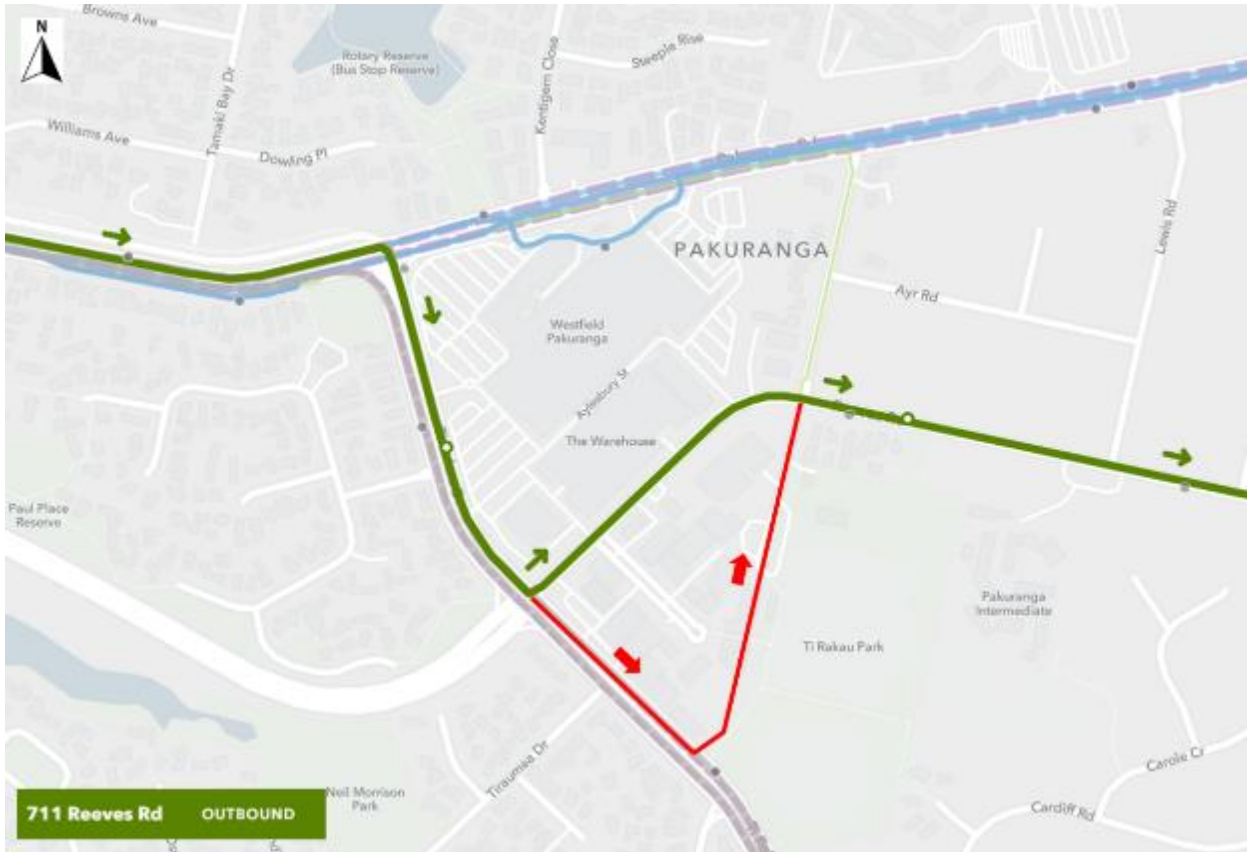 Browns Ave
N
Rotary Reserve
(Bus Stop Reserve)
Kentigern Close
Steeple Rise
Tamaki Bay Dr
Williams Ave
Dowling Pl
Lewis Rd
PAKURANGA
Ayr Rd
Westfield
Pakuranga
Aylesbury St
The Warehouse
Paul Place
Reserve
Pakuranga
Intermediate
Ti Rakau Park
Tiraumea Dr
Carole Cr
Neil Morrison
Park
Cardiff Rd
711 Reeves Rd OUTBOUND